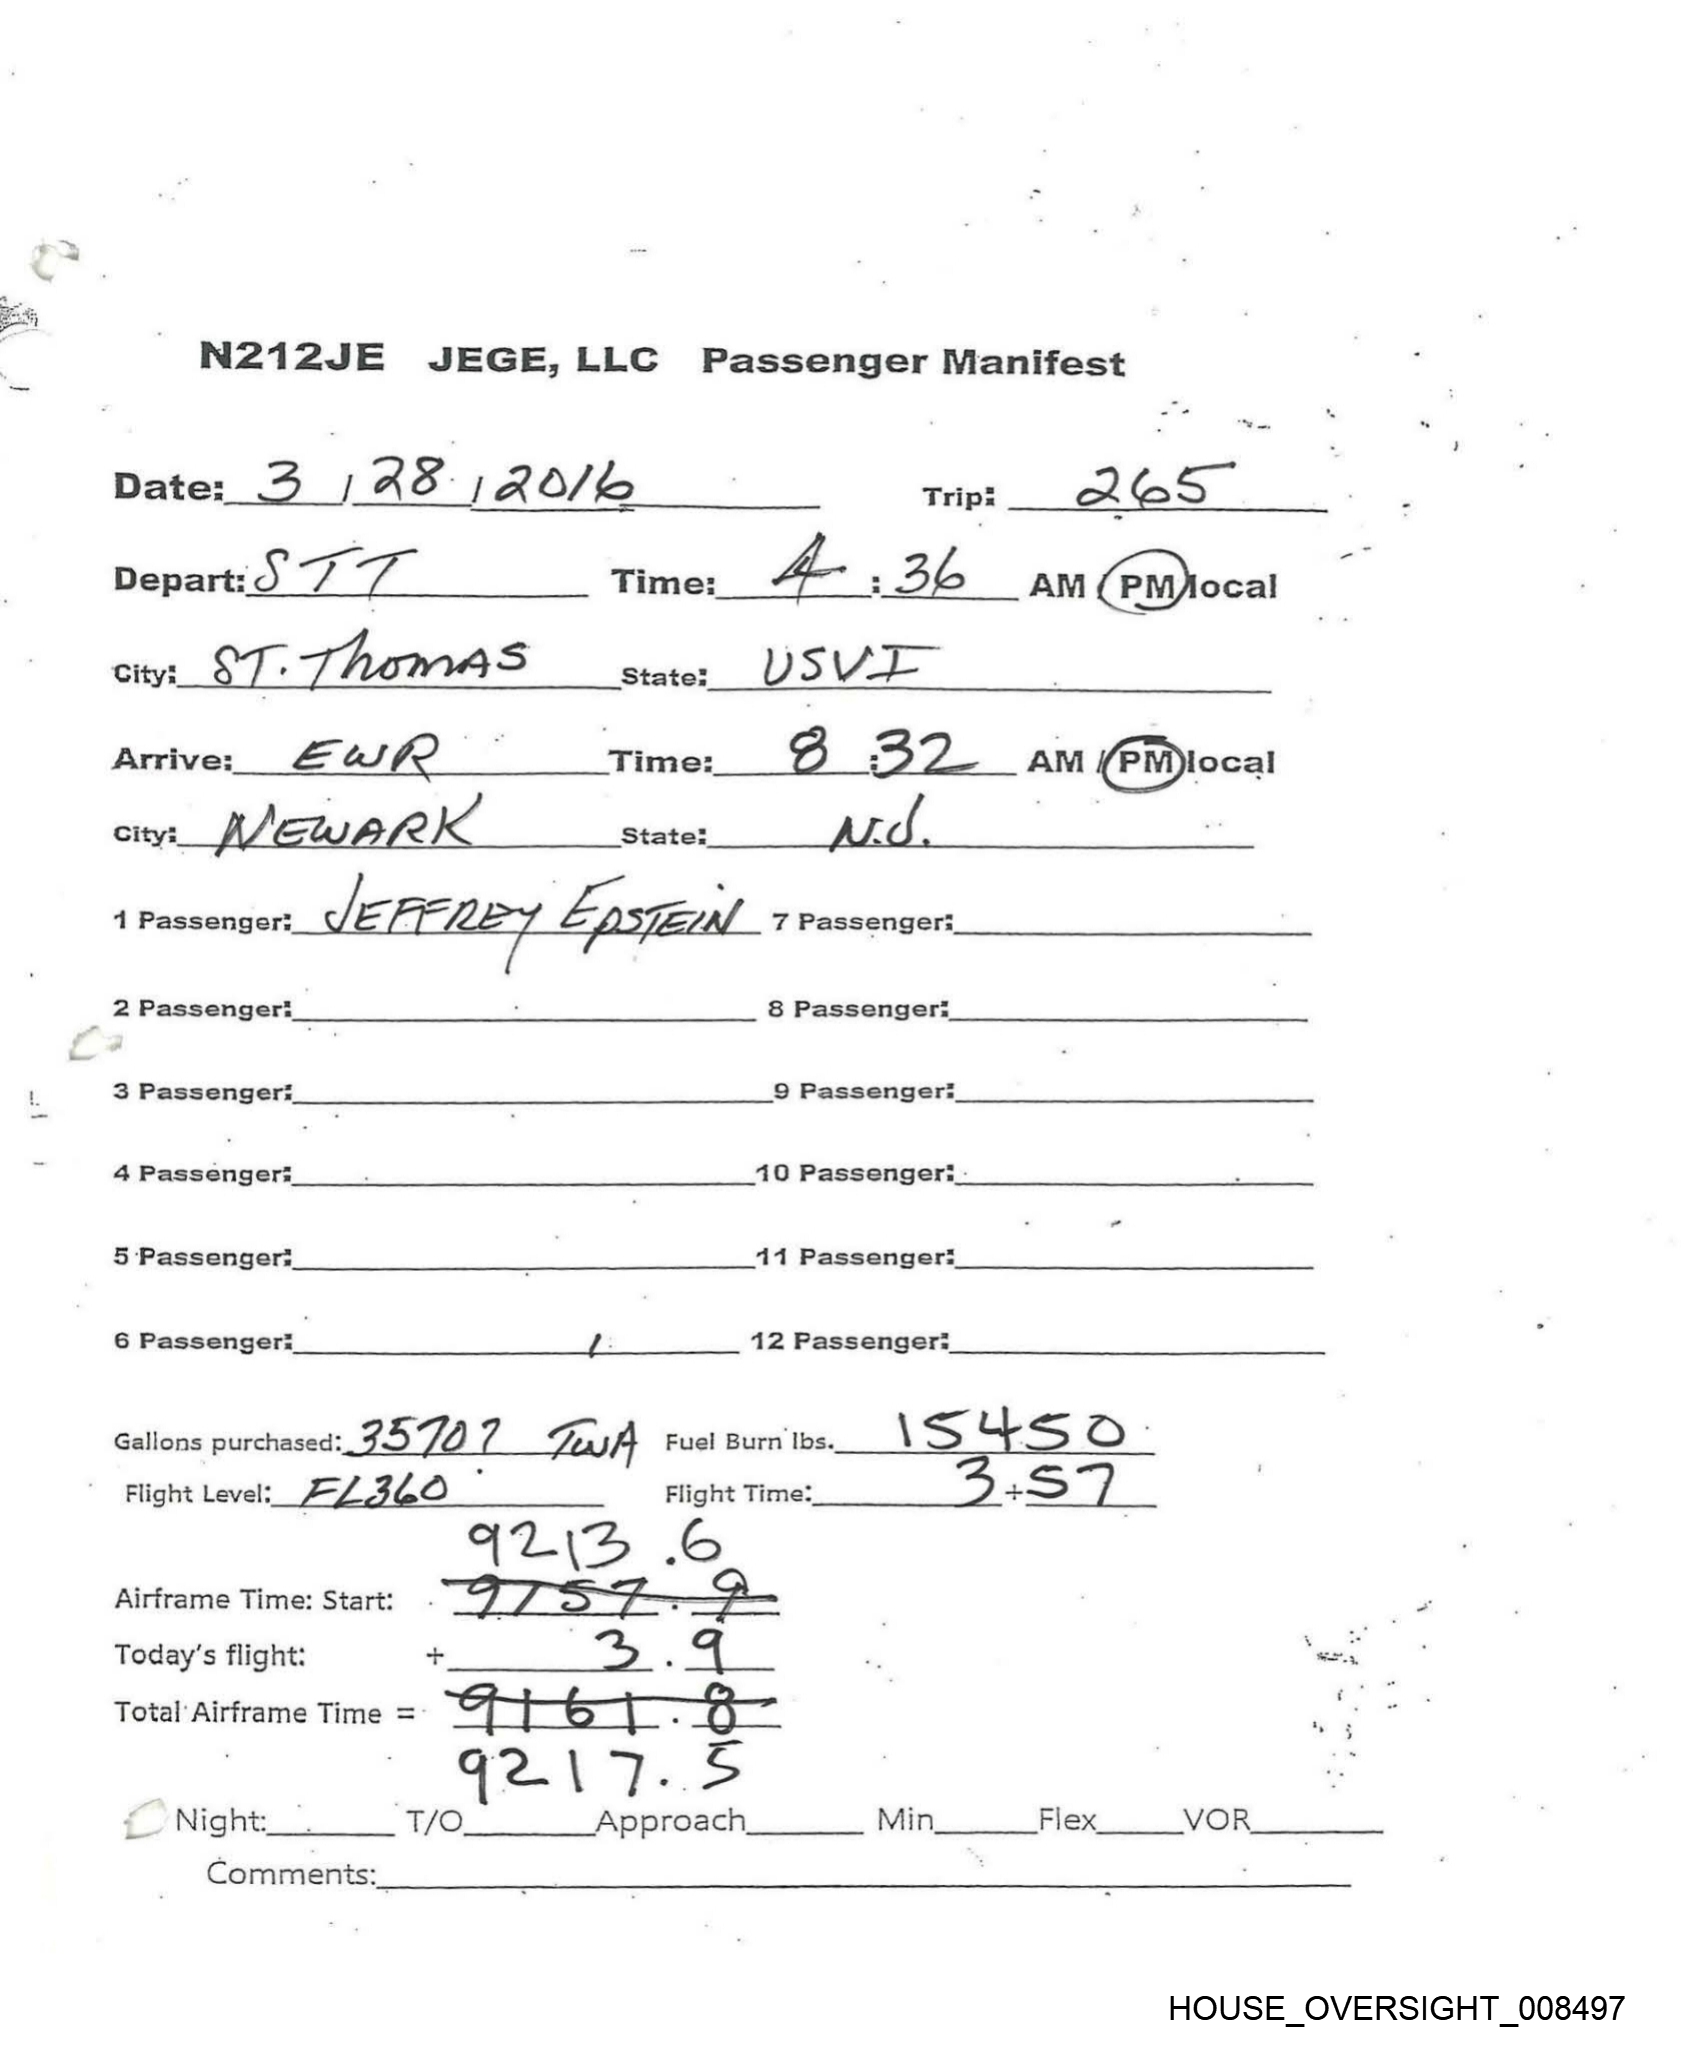 N212JE JEGE, LLC Passenger Manifest
Date: 3 / 28 / 2016 Trip: 265
Depart: STT Time: 4 : 36 AM / PM local
City: ST. THOMAS State: USVI
Arrive: EWR Time: 8 : 32 AM / PM local
City: NEWARK State: N.J.
1 Passenger: JEFFREY EPSTEIN 7 Passenger:
2 Passenger: 8 Passenger:
3 Passenger: 9 Passenger:
4 Passenger: 10 Passenger:
5 Passenger: 11 Passenger:
6 Passenger: 12 Passenger:
Gallons purchased: Fuel Burn lbs. 15450
Flight Level: FL360 Flight Time: 3 + 57
9213 .6
Airframe Time: Start: 9157 . 9
Today's flight: + 3 . 9
Total Airframe Time = 9161 . 8
9217. 5
Night: T/O Approach Min Flex VOR
Comments:
HOUSE_OVERSIGHT_008497